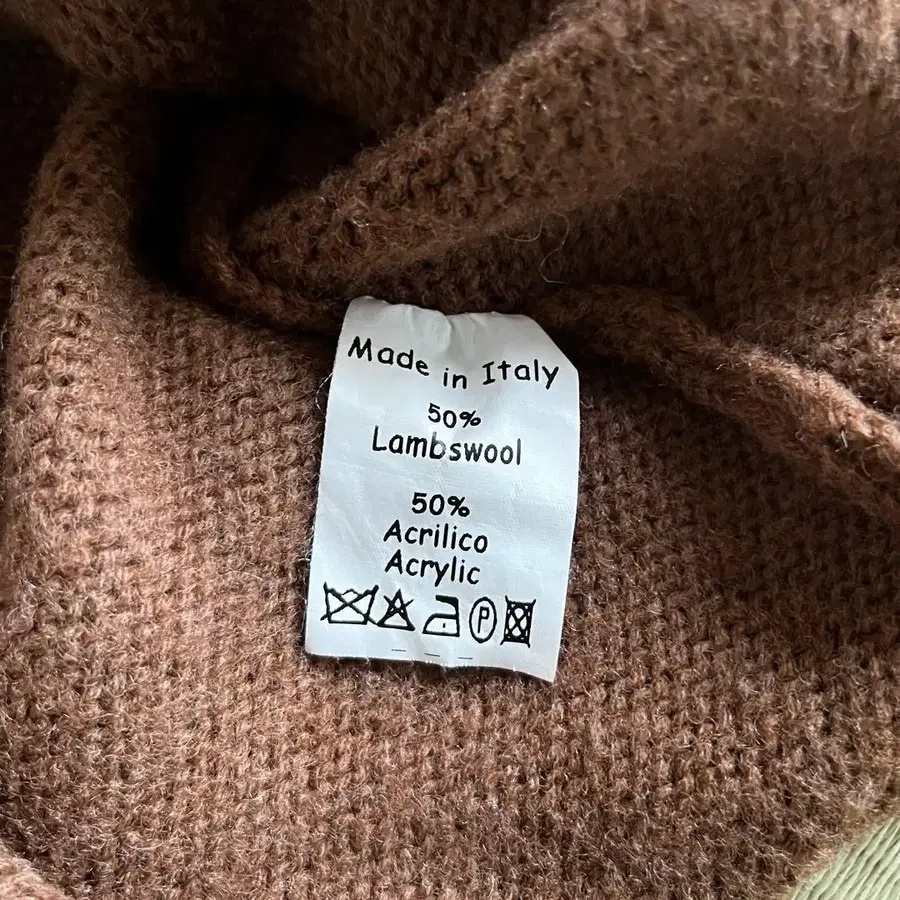 Made in Italy
50%
Lambswool
50%
Acrilico
Acrylic
P